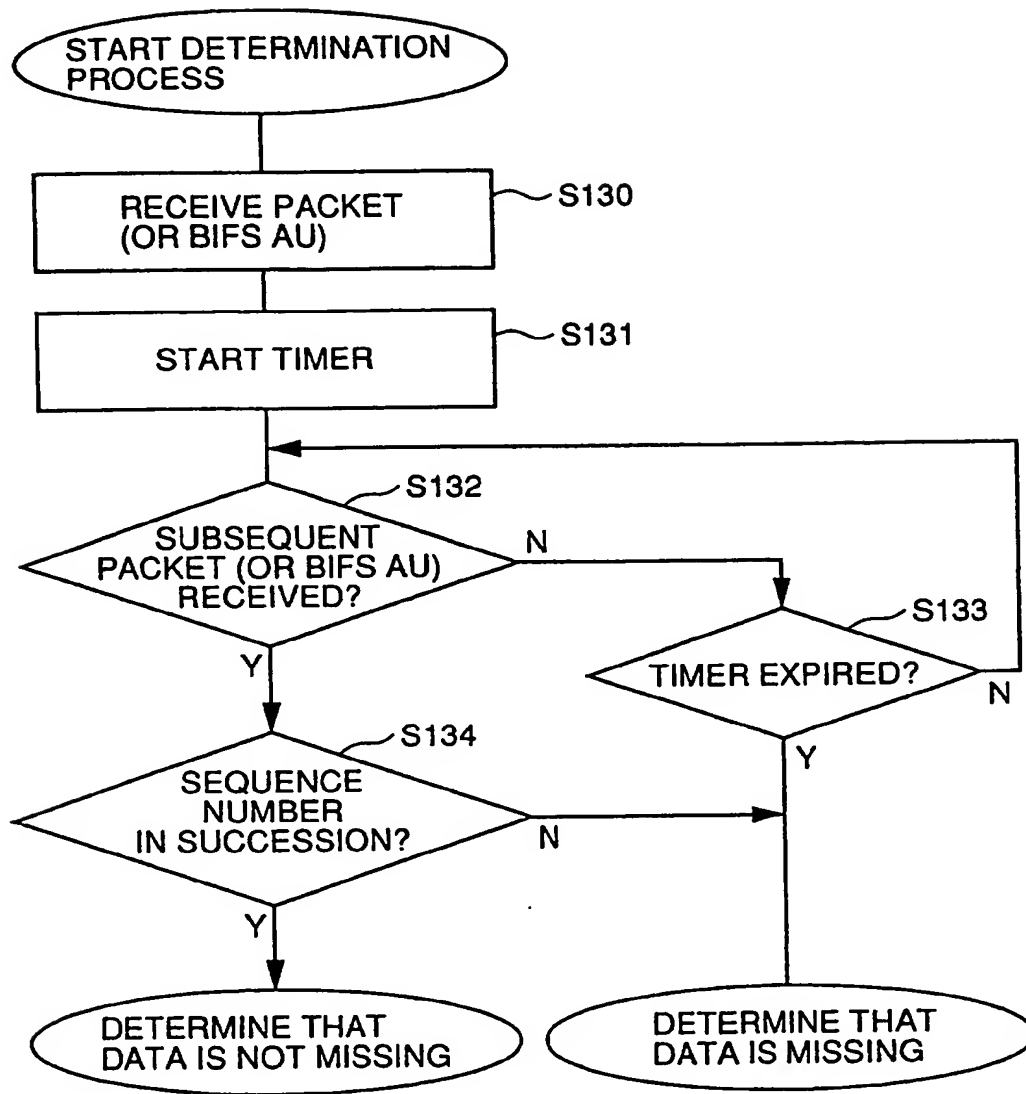 START DETERMINATION
PROCESS
RECEIVE PACKET
(OR BIFS AU)
S130
START TIMER
S131
S132
SUBSEQUENT
PACKET (OR BIFS AU)
RECEIVED?
N
Y
S133
TIMER EXPIRED?
N
Y
S134
SEQUENCE
NUMBER
IN SUCCESSION?
N
Y
DETERMINE THAT
DATA IS NOT MISSING
DETERMINE THAT
DATA IS MISSING